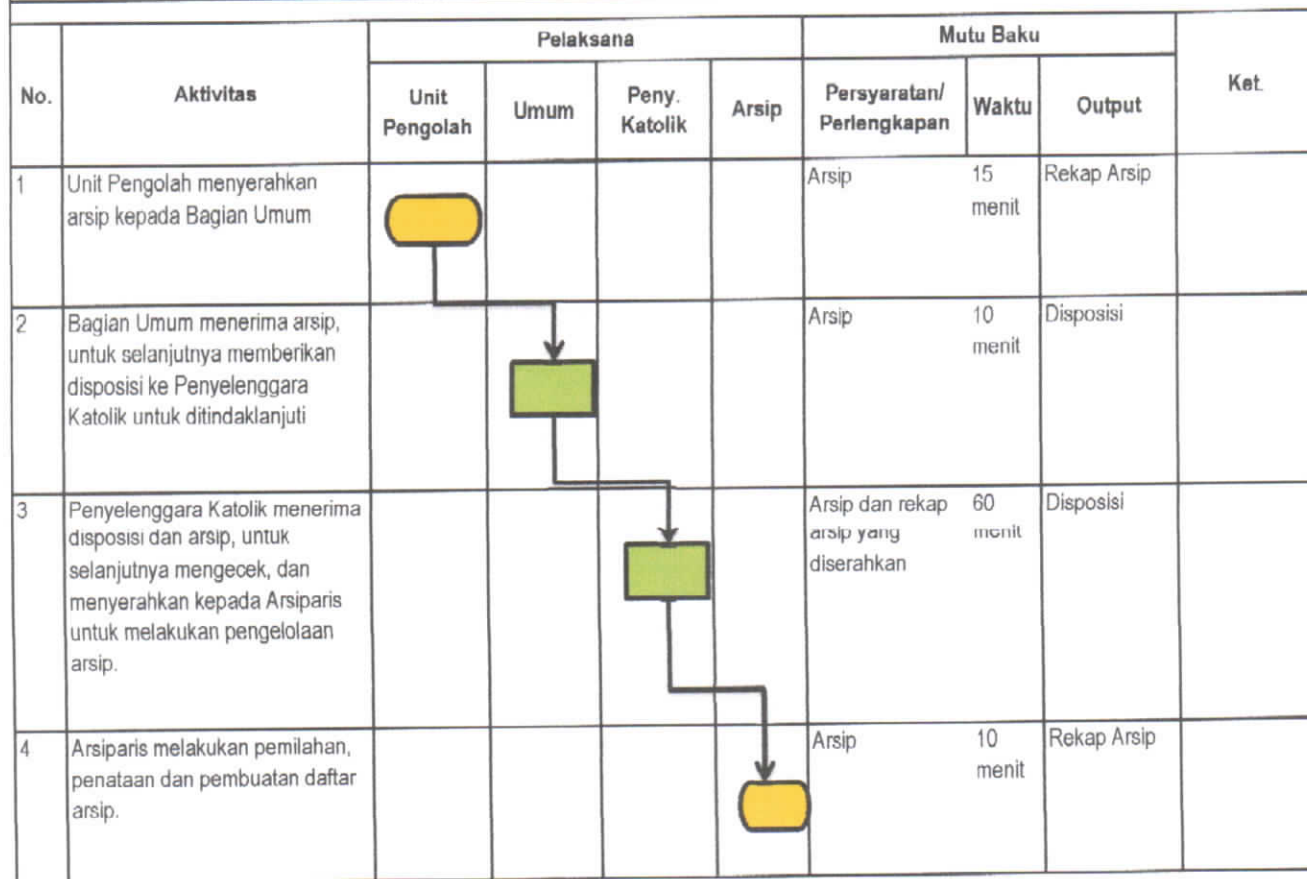 Pelaksana
Mutu Baku
No.
Aktivitas
Unit
Pengolah
Umum
Peny.
Katolik
Arsip
Persyaratan/
Perlengkapan
Waktu
Output
Ket.
1
Unit Pengolah menyerahkan
arsip kepada Bagian Umum
Arsip
15
menit
Rekap Arsip
2
Bagian Umum menerima arsip,
untuk selanjutnya memberikan
disposisi ke Penyelenggara
Katolik untuk ditindaklanjuti
Arsip
10
menit
Disposisi
3
Penyelenggara Katolik menerima
disposisi dan arsip, untuk
selanjutnya mengecek, dan
menyerahkan kepada Arsiparis
untuk melakukan pengelolaan
arsip.
Arsip dan rekap
arsip yang
diserahkan
60
menit
Disposisi
4
Arsiparis melakukan pemilahan,
penataan dan pembuatan daftar
arsip.
Arsip
10
menit
Rekap Arsip